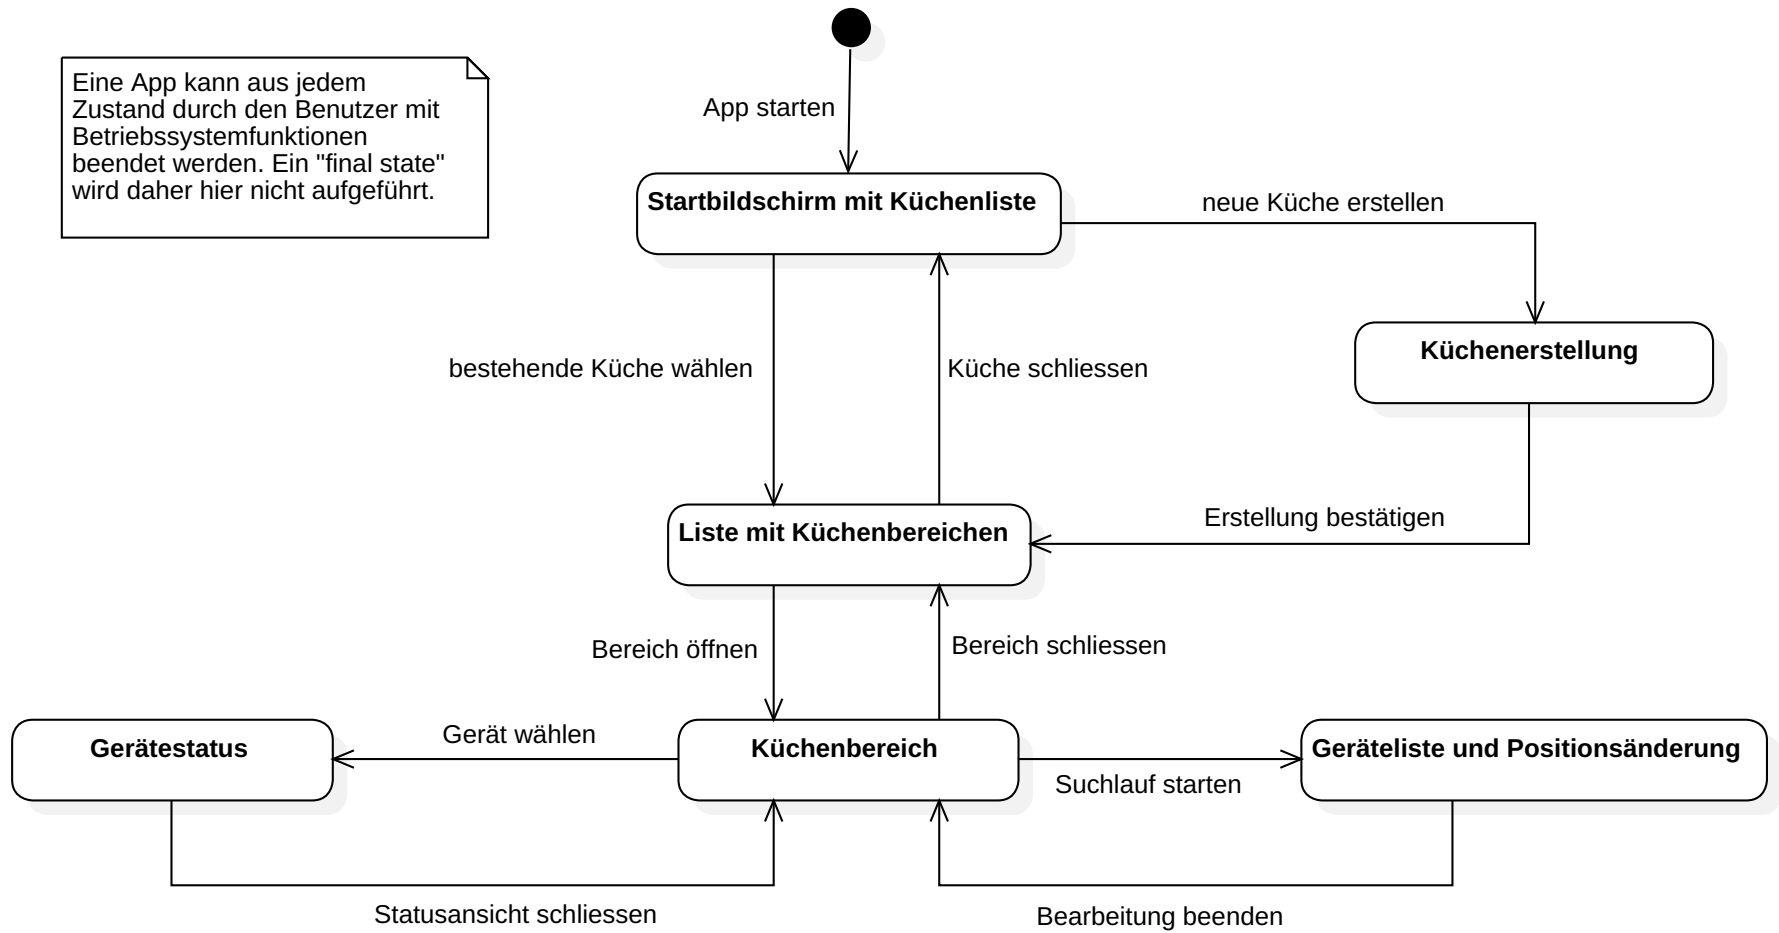 Eine App kann aus jedem
Zustand durch den Benutzer mit
Betriebssystemfunktionen
beendet werden. Ein "final state"
wird daher hier nicht aufgeführt.
App starten
Startbildschirm mit Küchenliste
neue Küche erstellen
Küchenerstellung
bestehende Küche wählen
Küche schliessen
Erstellung bestätigen
Liste mit Küchenbereichen
Bereich öffnen
Bereich schliessen
Gerätestatus
Gerät wählen
Küchenbereich
Suchlauf starten
Geräteliste und Positionsänderung
Statusansicht schliessen
Bearbeitung beenden